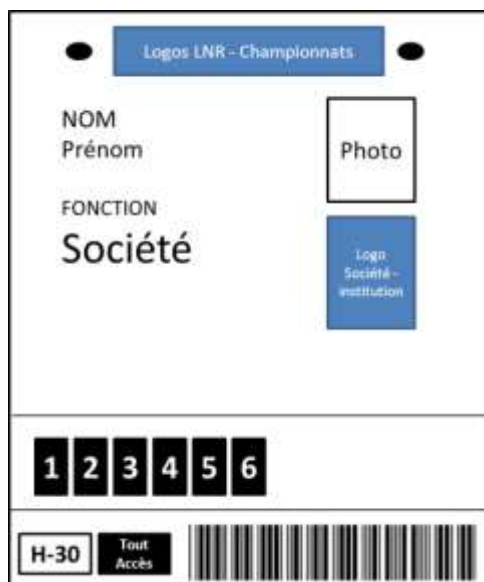 Logos LNR - Championnats
NOM
Prénom
Photo
FONCTION
Société
Logo
Société -
institution
1 2 3 4 5 6
H-30
Tout
Accès